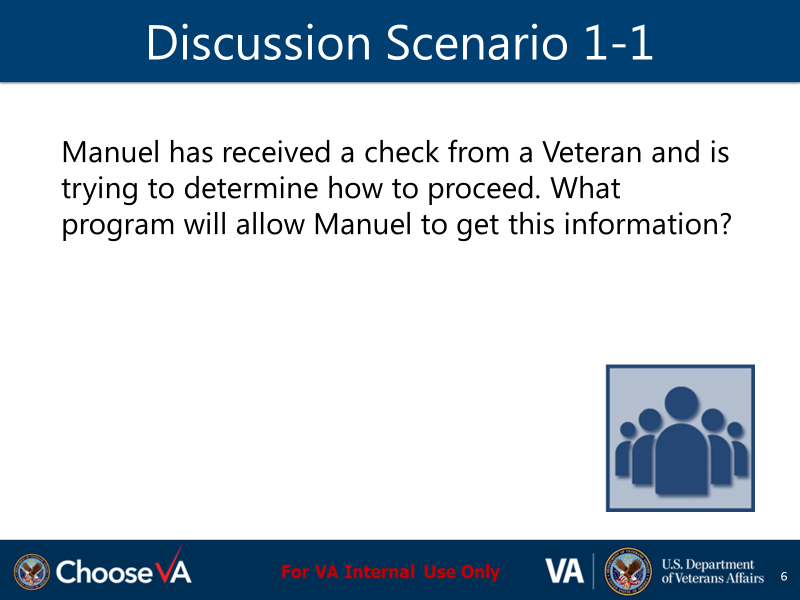 Discussion Scenario 1-1
Manuel has received a check from a Veteran and is
trying to determine how to proceed. What
program will allow Manuel to get this information?
Choose VA
For VA Internal Use Only
VA
U.S. Department
of Veterans Affairs
6